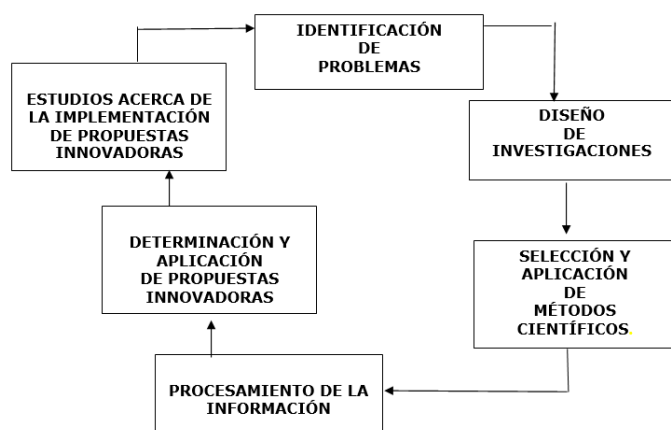 IDENTIFICACIÓN
DE
PROBLEMAS
DISEÑO
DE
INVESTIGACIONES
SELECCIÓN Y
APLICACIÓN
DE
MÉTODOS
CIENTÍFICOS.
PROCESAMIENTO DE LA
INFORMACIÓN
DETERMINACIÓN Y
APLICACIÓN
DE PROPUESTAS
INNOVADORAS
ESTUDIOS ACERCA DE
LA IMPLEMENTACIÓN
DE PROPUESTAS
INNOVADORAS